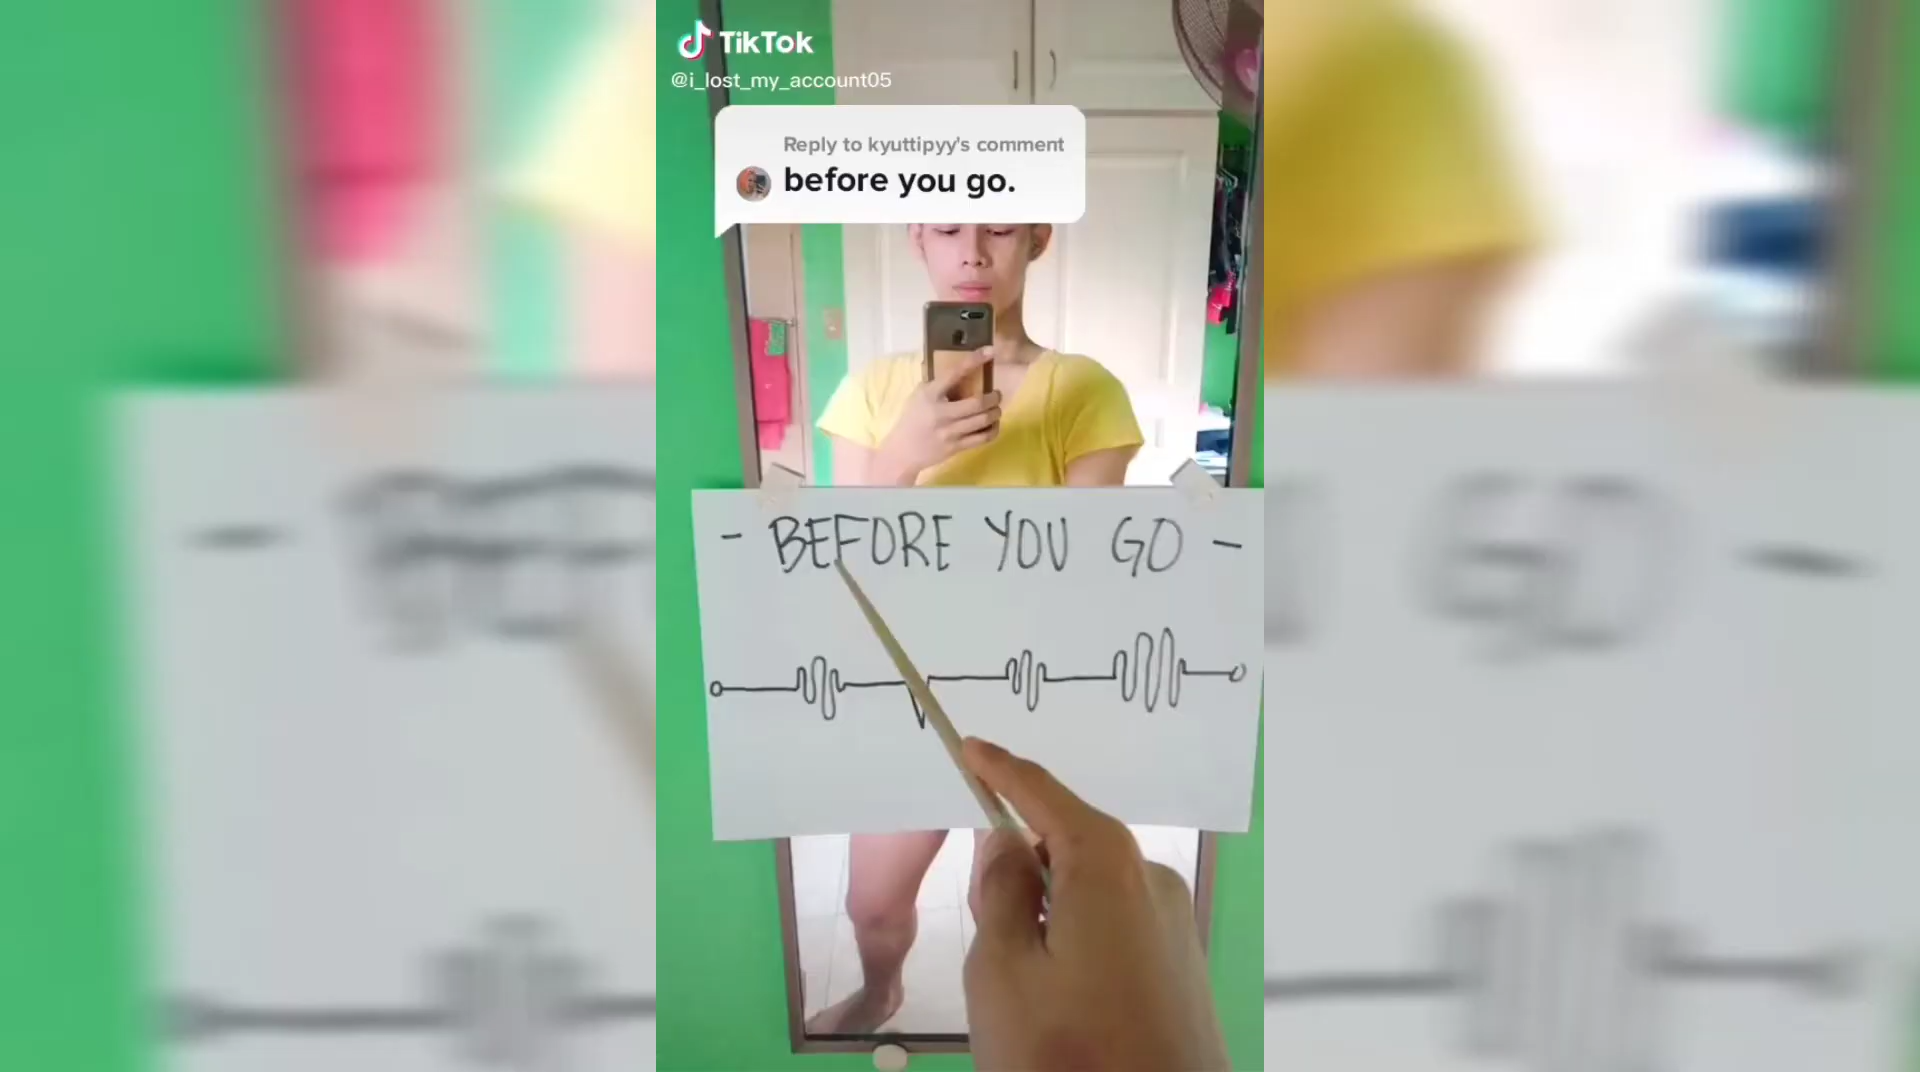 TikTok
@i_lost_my_account05
Reply to kyuttipyy's comment
before you go.
- BEFORE YOU GO -